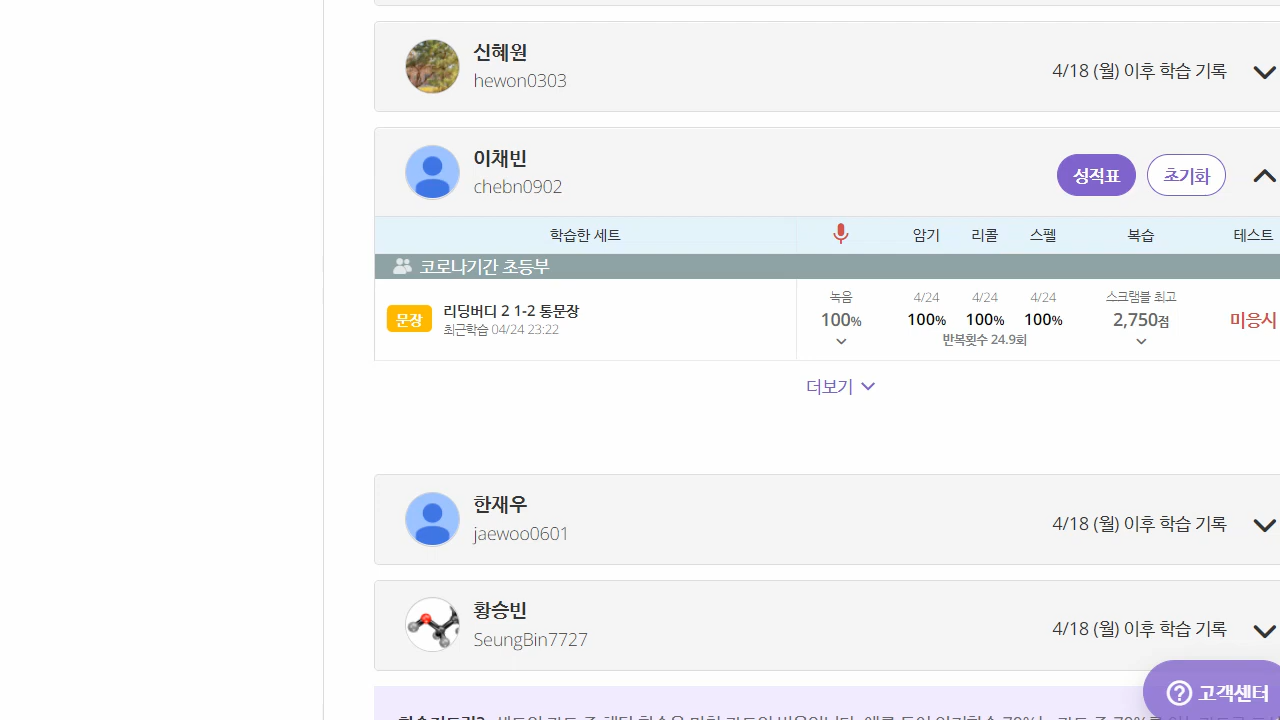 신혜원
hewon0303
4/18 (월) 이후 학습 기록
이채빈
chebn0902
성적표 초기화
학습한 세트 암기 리콜 스펠 복습 테스트
코로나기간 초등부
문장
리딩버디 2 1-2 통문장
최근학습 04/24 23:22
녹음 4/24 4/24 4/24 스크램블 최고
100% 100% 100% 100% 2,750점 미응시
반복횟수 24.9회
더보기
한재우
jaewoo0601
4/18 (월) 이후 학습 기록
황승빈
SeungBin7727
4/18 (월) 이후 학습 기록
고객센터